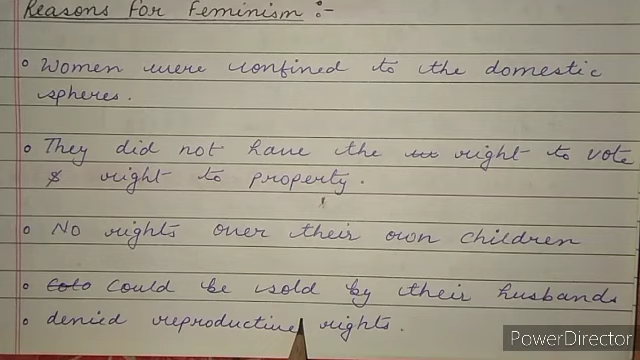 Reasons For Feminism :-
◦ Women were confined to the domestic
spheres.
◦ They did not have the right to vote
& right to property.
◦ No rights over their own children
◦ Could be sold by their husbands
◦ denied reproductive rights.
PowerDirector